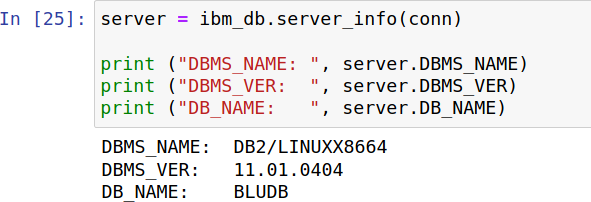 In [25]: server = ibm_db.server_info(conn)
print ("DBMS_NAME: ", server.DBMS_NAME)
print ("DBMS_VER:  ", server.DBMS_VER)
print ("DB_NAME:   ", server.DB_NAME)
DBMS_NAME:  DB2/LINUXX8664
DBMS_VER:   11.01.0404
DB_NAME:    BLUDB